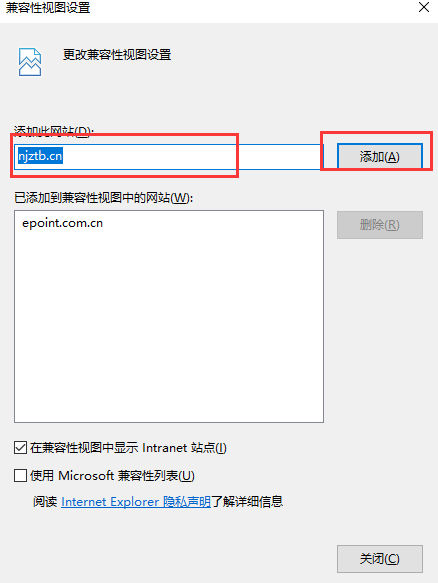 兼容性视图设置
更改兼容性视图设置
添加此网站(D):
njztb.cn
添加(A)
已添加到兼容性视图中的网站(W):
epoint.com.cn
删除(R)
在兼容性视图中显示 Intranet 站点(I)
使用 Microsoft 兼容性列表(U)
阅读 Internet Explorer 隐私声明了解详细信息
关闭(C)